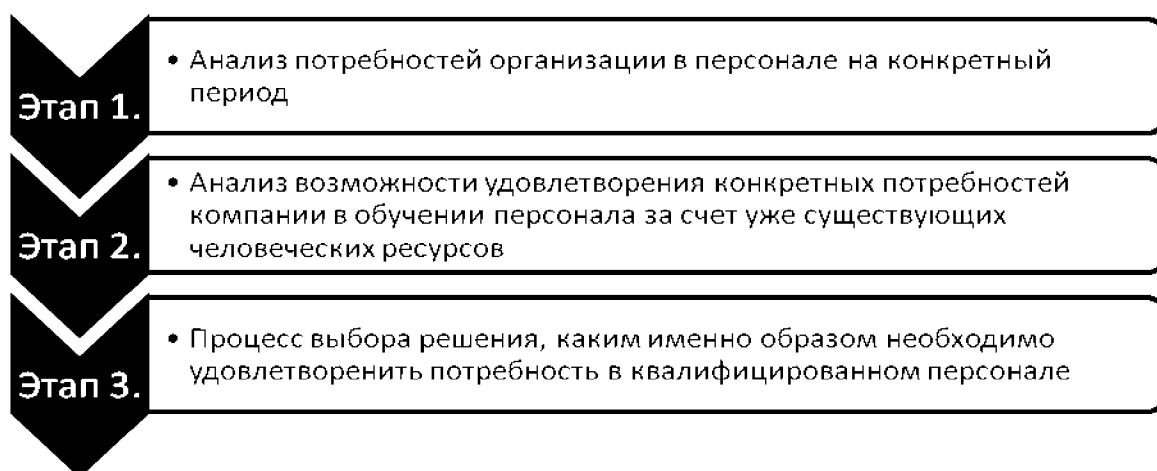 Этап 1.
• Анализ потребностей организации в персонале на конкретный
период
Этап 2.
• Анализ возможности удовлетворения конкретных потребностей
компании в обучении персонала за счет уже существующих
человеческих ресурсов
Этап 3.
• Процесс выбора решения, каким именно образом необходимо
удовлетворенить потребность в квалифицированном персонале